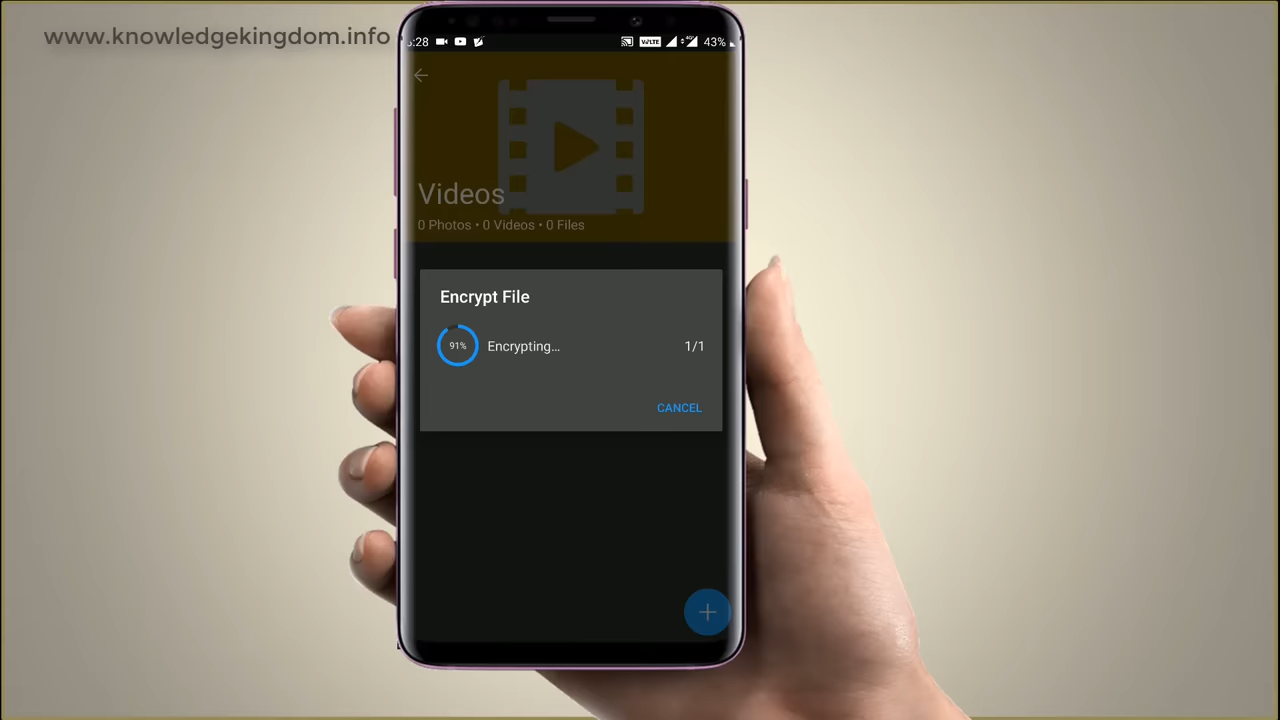 www.knowledgekingdom.info
:28
VoLTE
43%
Videos
0 Photos • 0 Videos • 0 Files
Encrypt File
91%
Encrypting...
1/1
CANCEL